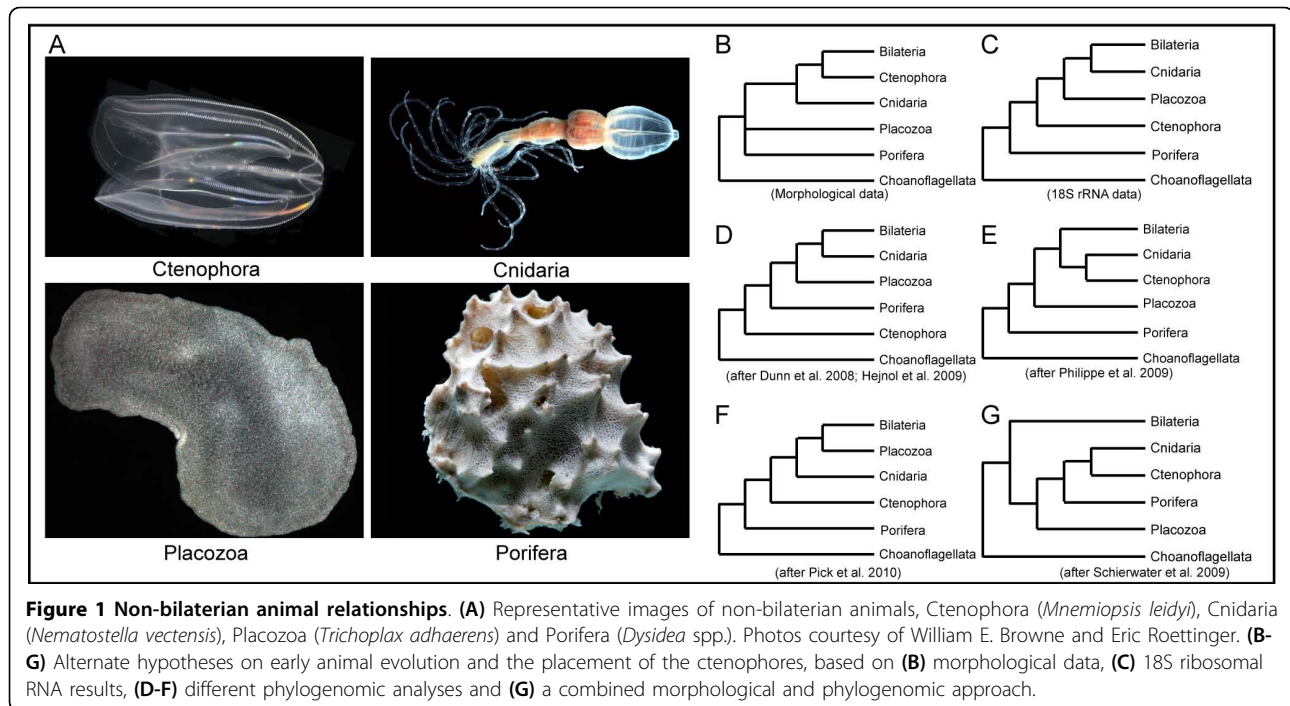 A
Ctenophora
Cnidaria
Placozoa
Porifera
B
Bilateria
Ctenophora
Cnidaria
Placozoa
Porifera
Choanoflagellata
(Morphological data)
C
Bilateria
Cnidaria
Placozoa
Ctenophora
Porifera
Choanoflagellata
(18S rRNA data)
D
Bilateria
Cnidaria
Placozoa
Porifera
Ctenophora
Choanoflagellata
(after Dunn et al. 2008; Hejnol et al. 2009)
E
Bilateria
Cnidaria
Ctenophora
Placozoa
Porifera
Choanoflagellata
(after Philippe et al. 2009)
F
Bilateria
Placozoa
Cnidaria
Ctenophora
Porifera
Choanoflagellata
(after Pick et al. 2010)
G
Bilateria
Cnidaria
Ctenophora
Porifera
Placozoa
Choanoflagellata
(after Schierwater et al. 2009)
Figure 1 Non-bilaterian animal relationships. (A) Representative images of non-bilaterian animals, Ctenophora (Mnemiopsis leidyi), Cnidaria
(Nematostella vectensis), Placozoa (Trichoplax adhaerens) and Porifera (Dysidea spp.). Photos courtesy of William E. Browne and Eric Roettinger. (B-
G) Alternate hypotheses on early animal evolution and the placement of the ctenophores, based on (B) morphological data, (C) 18S ribosomal
RNA results, (D-F) different phylogenomic analyses and (G) a combined morphological and phylogenomic approach.